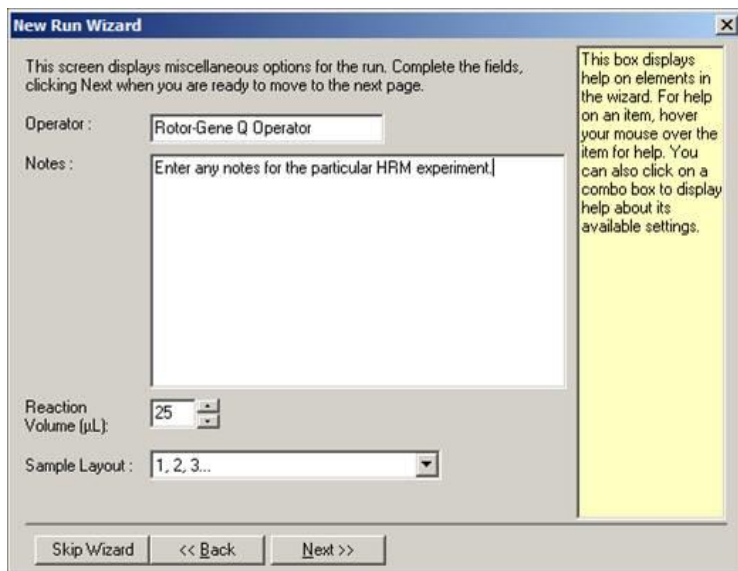 New Run Wizard
This screen displays miscellaneous options for the run. Complete the fields,
clicking Next when you are ready to move to the next page.
Operator :
Rotor-Gene Q Operator
Notes :
Enter any notes for the particular HRM experiment.
Reaction
Volume (µL):
25
Sample Layout :
1, 2, 3...
This box displays
help on elements in
the wizard. For help
on an item, hover
your mouse over the
item for help. You
can also click on a
combo box to display
help about its
available settings.
Skip Wizard
<< Back
Next >>